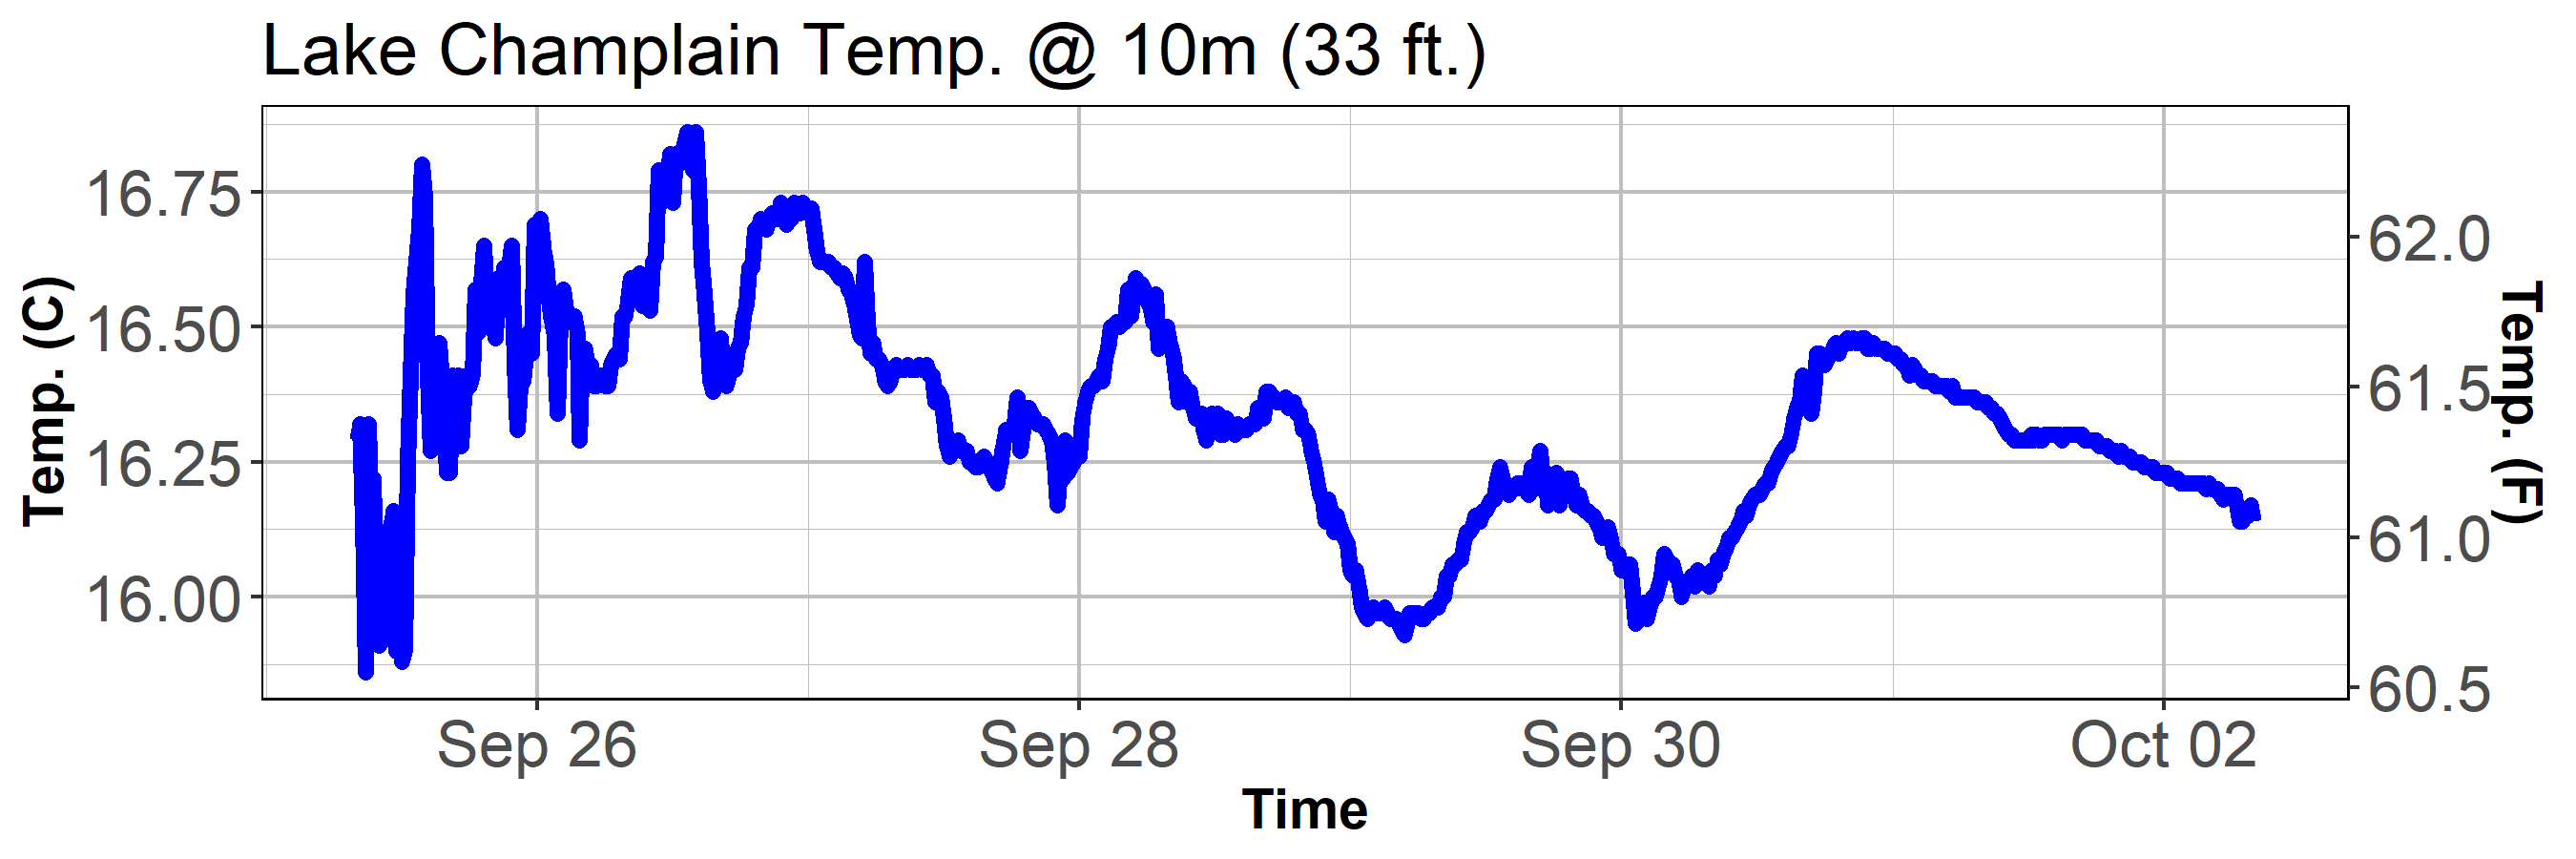 Lake Champlain Temp. @ 10m (33 ft.)
Temp. (C)
16.75
16.50
16.25
16.00
62.0
61.5
61.0
60.5
Temp. (F)
Sep 26 Sep 28 Sep 30 Oct 02
Time